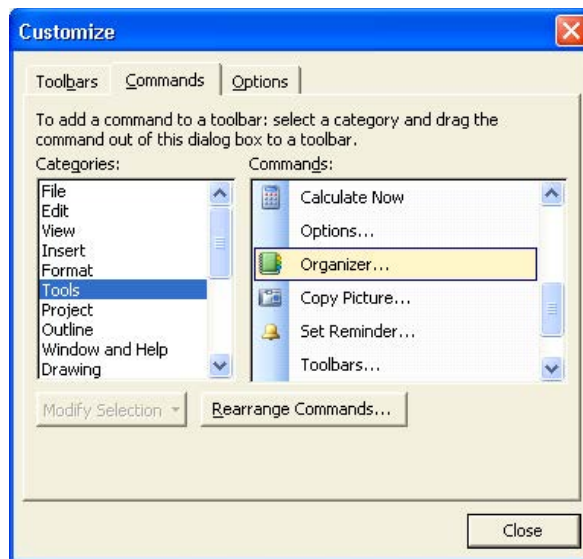 Customize
Toolbars Commands Options
To add a command to a toolbar: select a category and drag the
command out of this dialog box to a toolbar.
Categories:
File
Edit
View
Insert
Format
Tools
Project
Outline
Window and Help
Drawing
Commands:
Calculate Now
Options...
Organizer...
Copy Picture...
Set Reminder...
Toolbars...
Modify Selection
Rearrange Commands...
Close